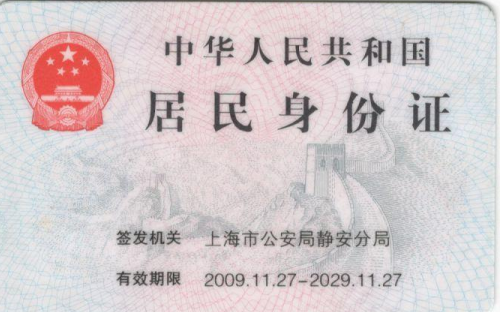 中华人民共和国
居民身份证
签发机关 上海市公安局静安分局
有效期限 2009.11.27-2029.11.27